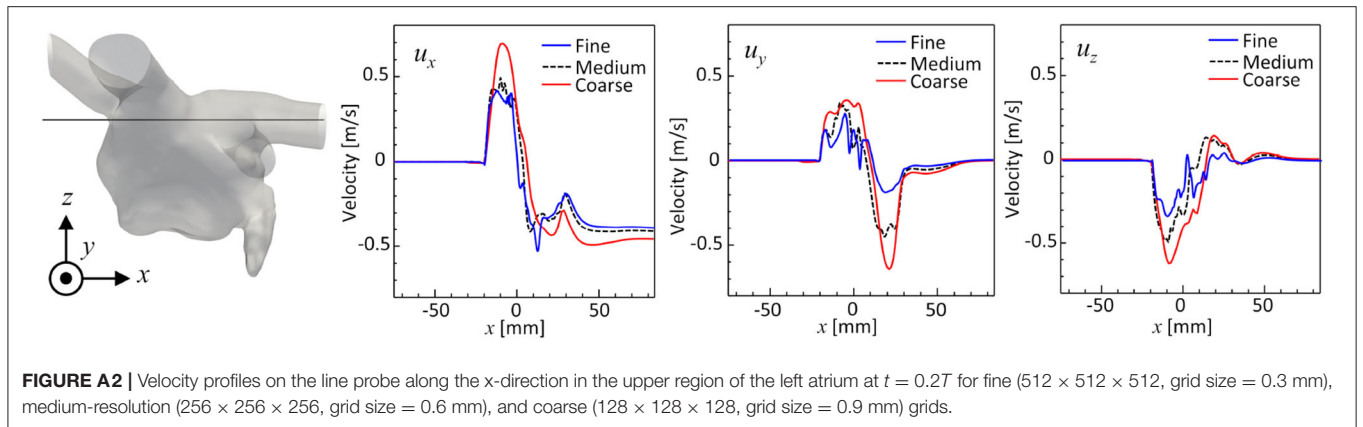 z
y
x
u_x
Fine
Medium
Coarse
Velocity [m/s]
0.5
0
-0.5
-50 0 50
x [mm]
u_y
Fine
Medium
Coarse
Velocity [m/s]
0.5
0
-0.5
-50 0 50
x [mm]
u_z
Fine
Medium
Coarse
Velocity [m/s]
0.5
0
-0.5
-50 0 50
x [mm]
FIGURE A2 | Velocity profiles on the line probe along the x-direction in the upper region of the left atrium at t = 0.2T for fine (512 × 512 × 512, grid size = 0.3 mm),
medium-resolution (256 × 256 × 256, grid size = 0.6 mm), and coarse (128 × 128 × 128, grid size = 0.9 mm) grids.